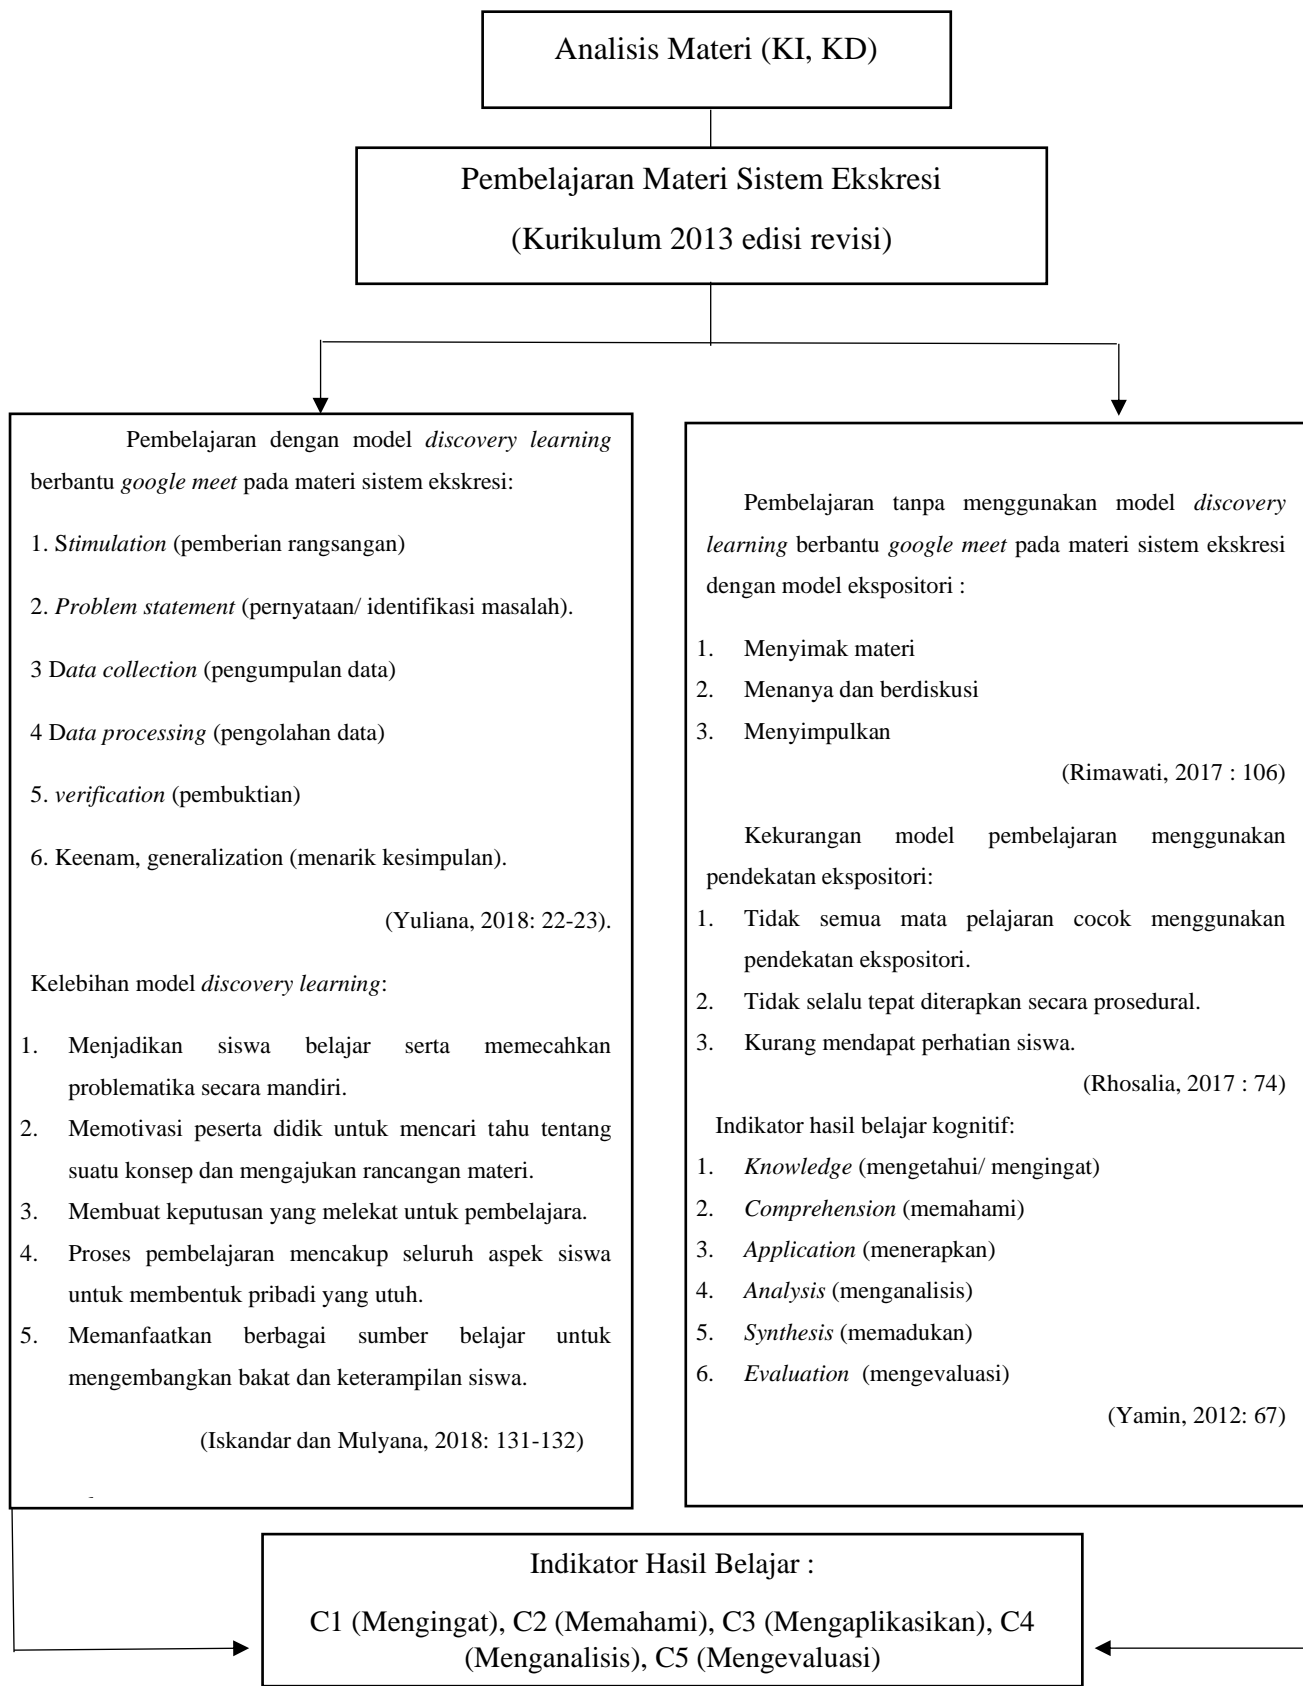 Analisis Materi (KI, KD)
Pembelajaran Materi Sistem Ekskresi
(Kurikulum 2013 edisi revisi)
Pembelajaran dengan model discovery learning
berbantu google meet pada materi sistem ekskresi:
1. Stimulation (pemberian rangsangan)
2. Problem statement (pernyataan/ identifikasi masalah).
3 Data collection (pengumpulan data)
4 Data processing (pengolahan data)
5. verification (pembuktian)
6. Keenam, generalization (menarik kesimpulan).
(Yuliana, 2018: 22-23).
Kelebihan model discovery learning:
1. Menjadikan siswa belajar serta memecahkan
problematika secara mandiri.
2. Memotivasi peserta didik untuk mencari tahu tentang
suatu konsep dan mengajukan rancangan materi.
3. Membuat keputusan yang melekat untuk pembelajara.
4. Proses pembelajaran mencakup seluruh aspek siswa
untuk membentuk pribadi yang utuh.
5. Memanfaatkan berbagai sumber belajar untuk
mengembangkan bakat dan keterampilan siswa.
(Iskandar dan Mulyana, 2018: 131-132)
Pembelajaran tanpa menggunakan model discovery
learning berbantu google meet pada materi sistem ekskresi
dengan model ekspositori :
1. Menyimak materi
2. Menanya dan berdiskusi
3. Menyimpulkan
(Rimawati, 2017 : 106)
Kekurangan model pembelajaran menggunakan
pendekatan ekspositori:
1. Tidak semua mata pelajaran cocok menggunakan
pendekatan ekspositori.
2. Tidak selalu tepat diterapkan secara prosedural.
3. Kurang mendapat perhatian siswa.
(Rhosalia, 2017 : 74)
Indikator hasil belajar kognitif:
1. Knowledge (mengetahui/ mengingat)
2. Comprehension (memahami)
3. Application (menerapkan)
4. Analysis (menganalisis)
5. Synthesis (memadukan)
6. Evaluation (mengevaluasi)
(Yamin, 2012: 67)
Indikator Hasil Belajar :
C1 (Mengingat), C2 (Memahami), C3 (Mengaplikasikan), C4
(Menganalisis), C5 (Mengevaluasi)